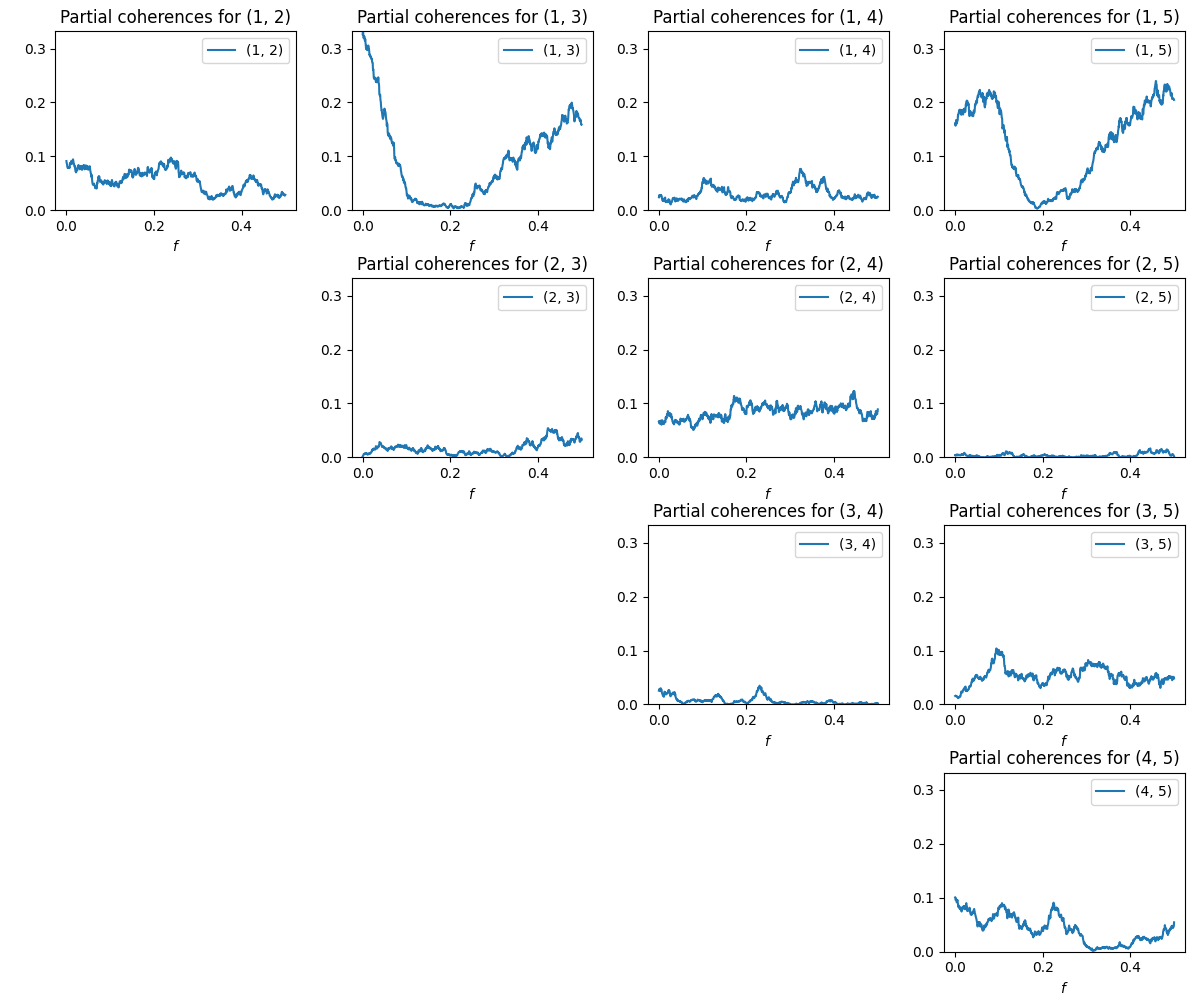 Partial coherences for (1, 2)
(1, 2)
0.3
0.2
0.1
0.0
0.0 0.2 0.4
f
Partial coherences for (1, 3)
(1, 3)
0.3
0.2
0.1
0.0
0.0 0.2 0.4
f
Partial coherences for (1, 4)
(1, 4)
0.3
0.2
0.1
0.0
0.0 0.2 0.4
f
Partial coherences for (1, 5)
(1, 5)
0.3
0.2
0.1
0.0
0.0 0.2 0.4
f
Partial coherences for (2, 3)
(2, 3)
0.3
0.2
0.1
0.0
0.0 0.2 0.4
f
Partial coherences for (2, 4)
(2, 4)
0.3
0.2
0.1
0.0
0.0 0.2 0.4
f
Partial coherences for (2, 5)
(2, 5)
0.3
0.2
0.1
0.0
0.0 0.2 0.4
f
Partial coherences for (3, 4)
(3, 4)
0.3
0.2
0.1
0.0
0.0 0.2 0.4
f
Partial coherences for (3, 5)
(3, 5)
0.3
0.2
0.1
0.0
0.0 0.2 0.4
f
Partial coherences for (4, 5)
(4, 5)
0.3
0.2
0.1
0.0
0.0 0.2 0.4
f